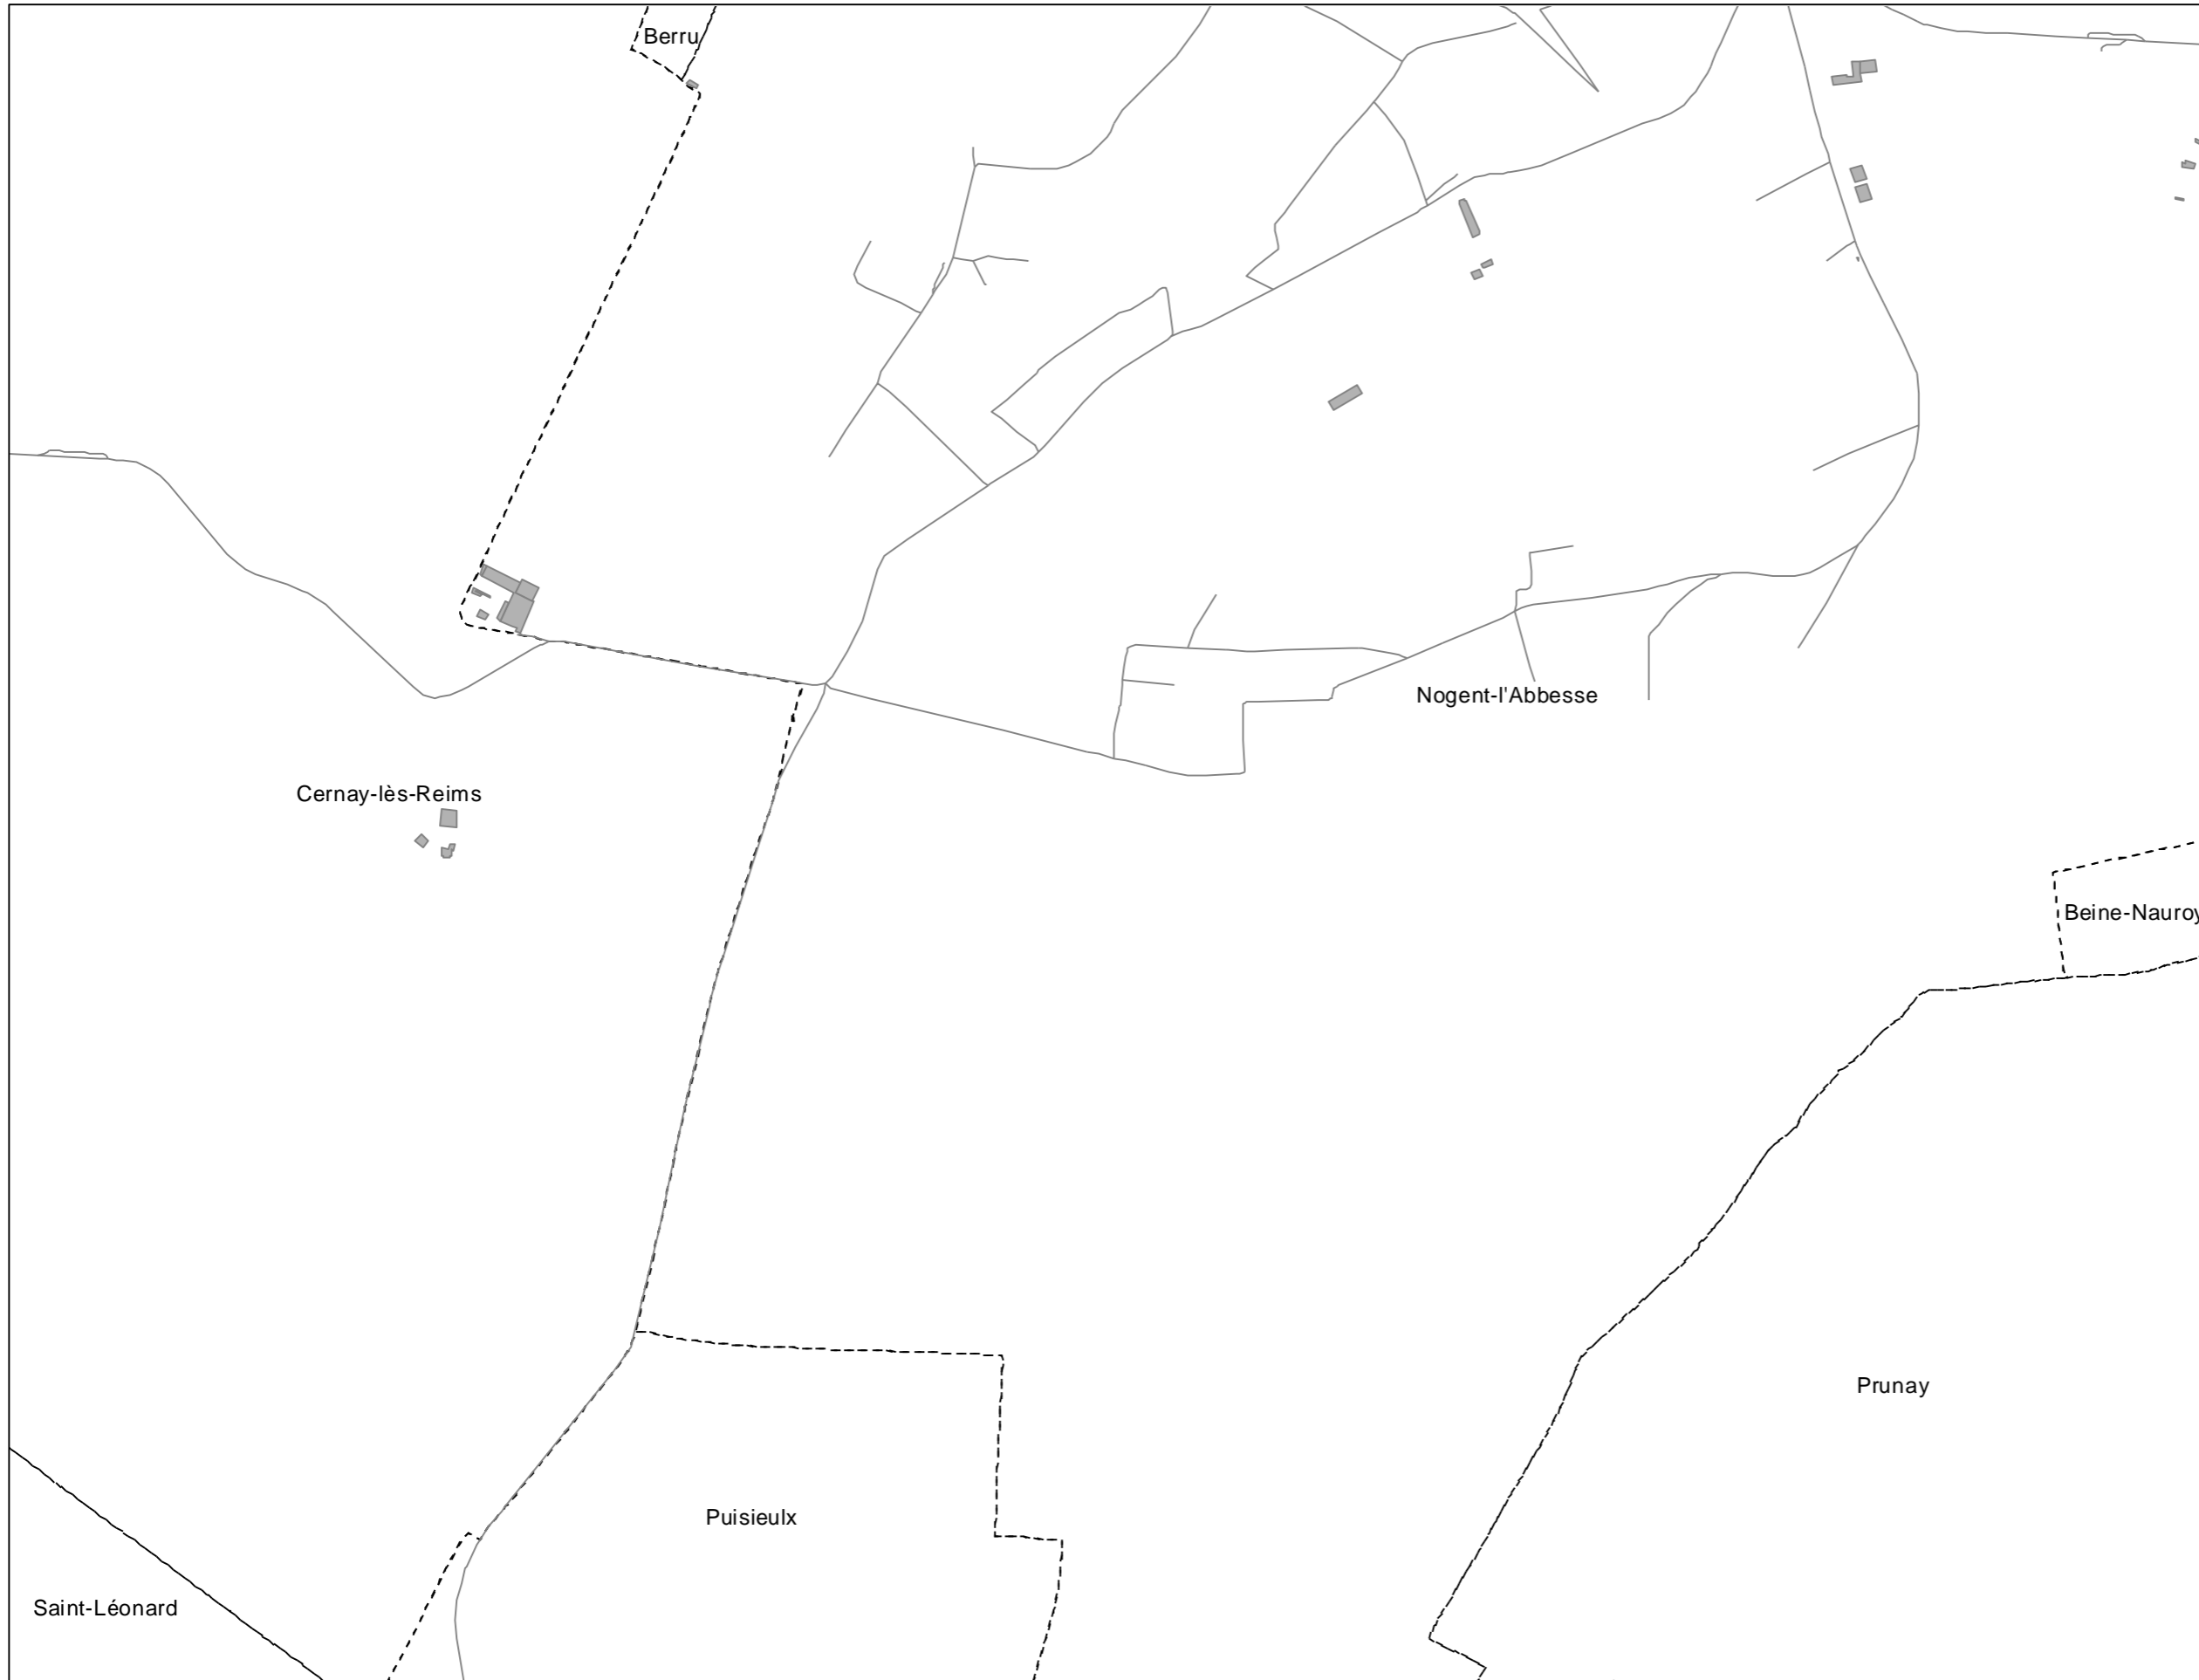 Berru
Nogent-l'Abbesse
Cernay-lès-Reims
Beine-Nauroy
Prunay
Puisieulx
Saint-Léonard